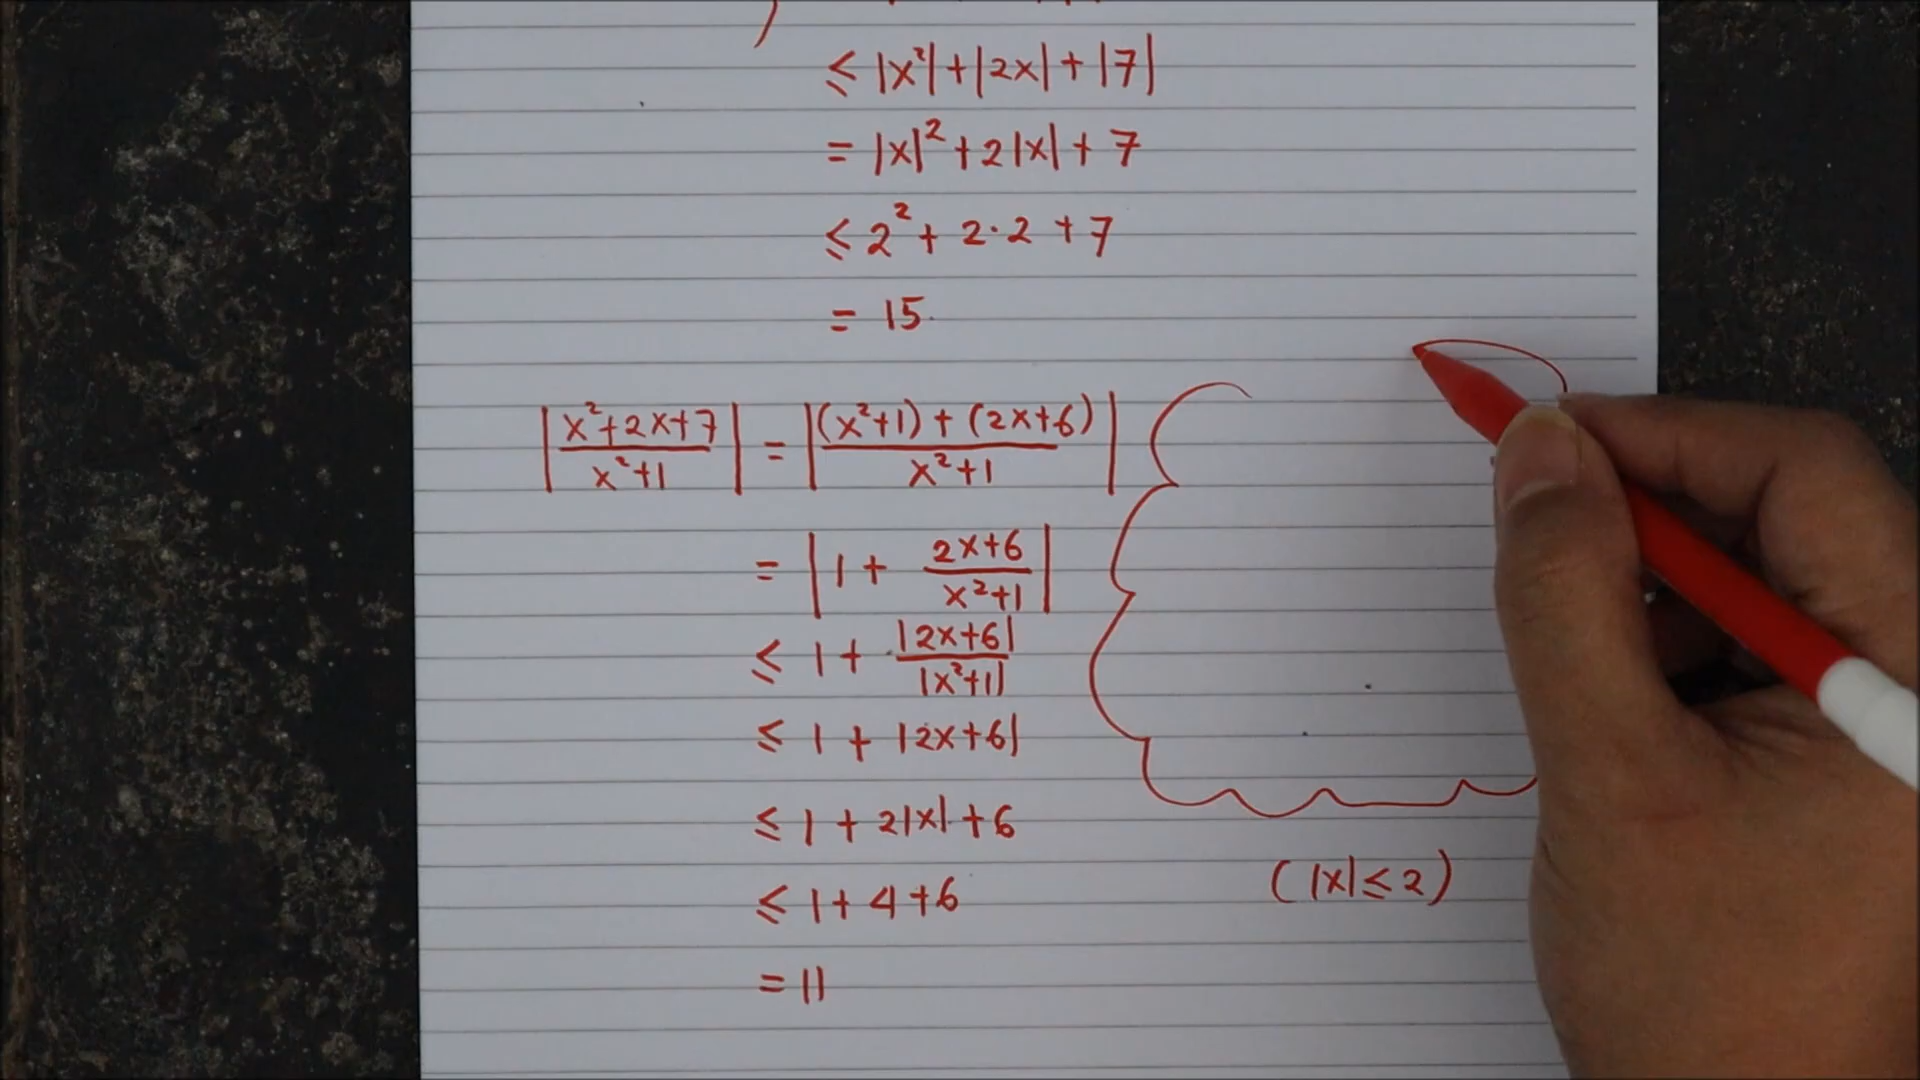 ≤ |x²| + |2x| + |7|
= |x|² + 2|x| + 7
≤ 2² + 2·2 + 7
= 15.
|x²+2x+7 / x²+1| = |(x²+1) + (2x+6) / x²+1|
= |1 + 2x+6 / x²+1|
≤ 1 + |2x+6| / |x²+1|
≤ 1 + |2x+6|
≤ 1 + 2|x| + 6
≤ 1 + 4 + 6 (|x| ≤ 2)
= 11